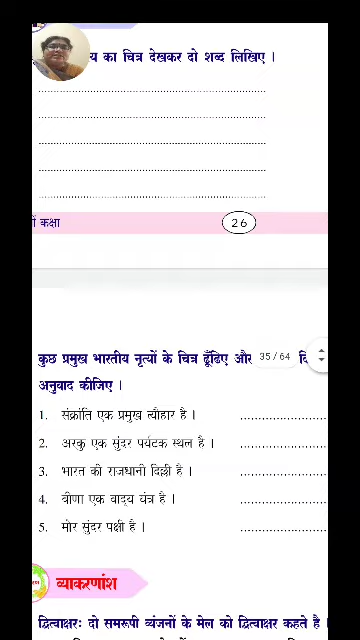 य का चित्र देखकर दो शब्द लिखिए ।
वीं कक्षा
26
कुछ प्रमुख भारतीय नृत्यों के चित्र ढूँढिए और
35 / 64
अनुवाद कीजिए ।
1. संक्रांति एक प्रमुख त्यौहार है । ........................
2. अरकु एक सुंदर पर्यटक स्थल है । ........................
3. भारत की राजधानी दिल्ली है । ........................
4. वीणा एक वाद्य यंत्र है । ........................
5. मोर सुंदर पक्षी है । ........................
व्याकरणांश
द्वित्वाक्षरः दो समरूपी व्यंजनों के मेल को द्वित्वाक्षर कहते है ।